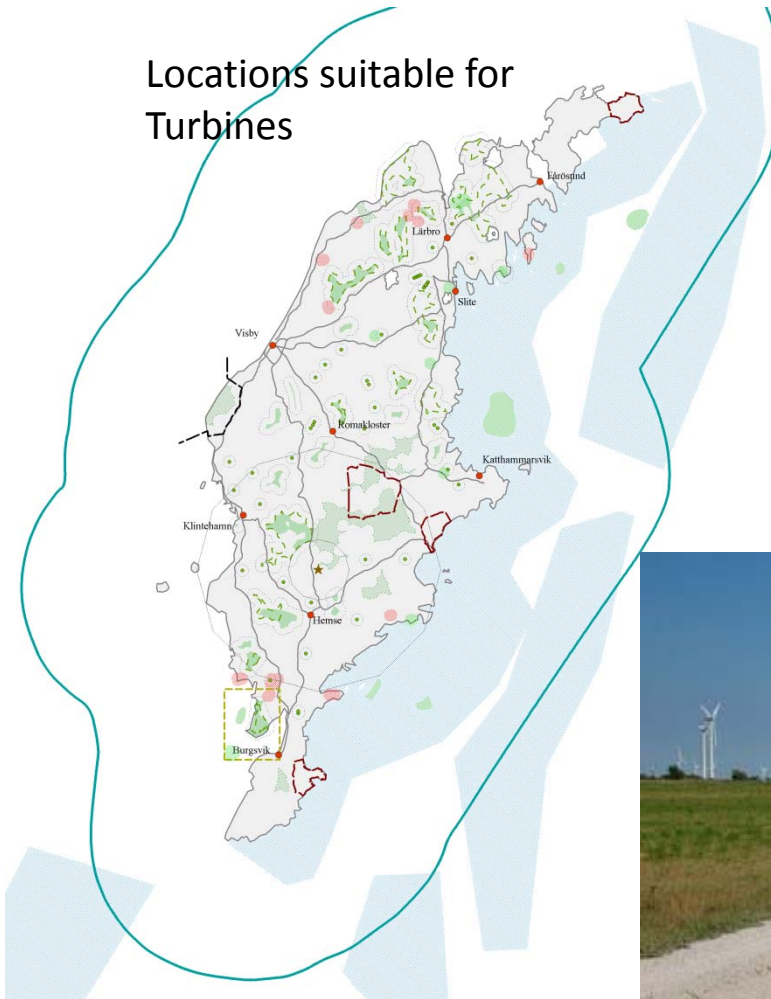 Locations suitable for
Turbines
Fårösund
Lärbro
Slite
Visby
Romakloster
Katthammarsvik
Klintehamn
Hemse
Burgsvik